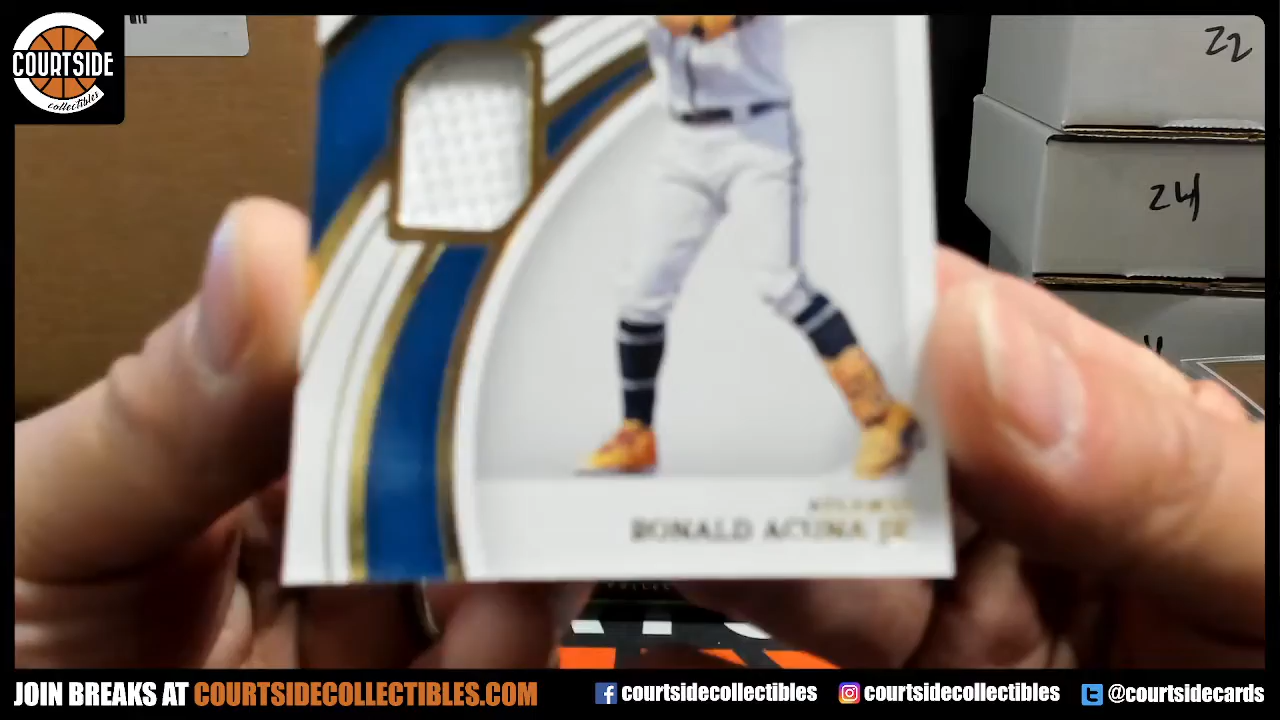 COURTSIDE
collectibles
22
24
RONALD ACUNA JR
JOIN BREAKS AT COURTSIDECOLLECTIBLES.COM
courtsidecollectibles
courtsidecollectibles
@courtsidecards